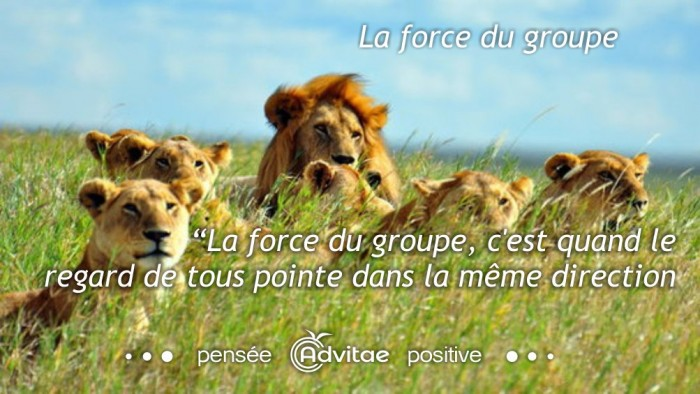 La force du groupe
“La force du groupe, c'est quand le
regard de tous pointe dans la même direction
pensée Advitae positive